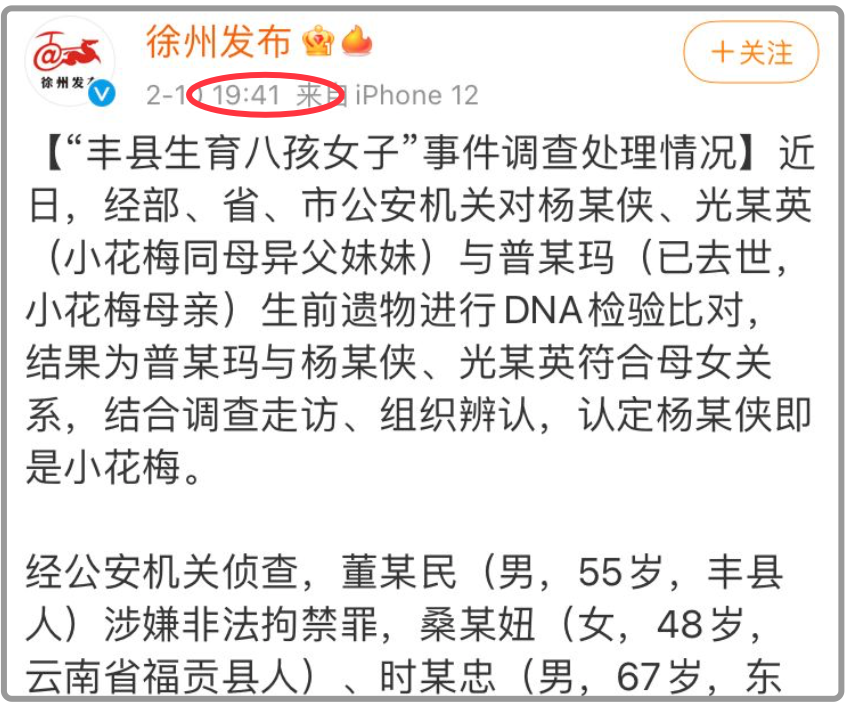 徐州发布
徐州发
+关注
2-10 19:41 来自 iPhone 12
【“丰县生育八孩女子”事件调查处理情况】近
日，经部、省、市公安机关对杨某侠、光某英
（小花梅同母异父妹妹）与普某玛（已去世，
小花梅母亲）生前遗物进行DNA检验比对，
结果为普某玛与杨某侠、光某英符合母女关
系，结合调查走访、组织辨认，认定杨某侠即
是小花梅。
经公安机关侦查，董某民（男，55岁，丰县
人）涉嫌非法拘禁罪，桑某妞（女，48岁，
云南省福贡县人）、时某忠（男，67岁，东